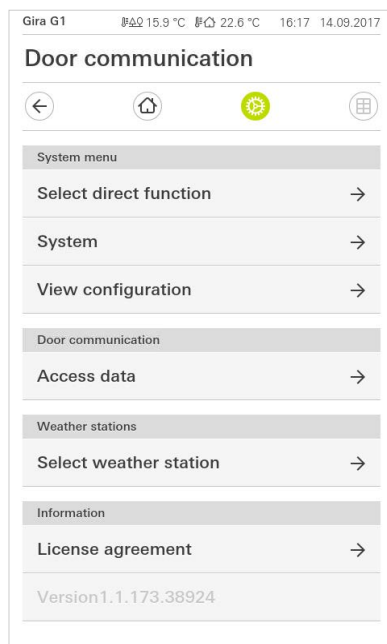 Gira G1 15.9 °C 22.6 °C 16:17 14.09.2017
Door communication
System menu
Select direct function
System
View configuration
Door communication
Access data
Weather stations
Select weather station
Information
License agreement
Version1.1.173.38924